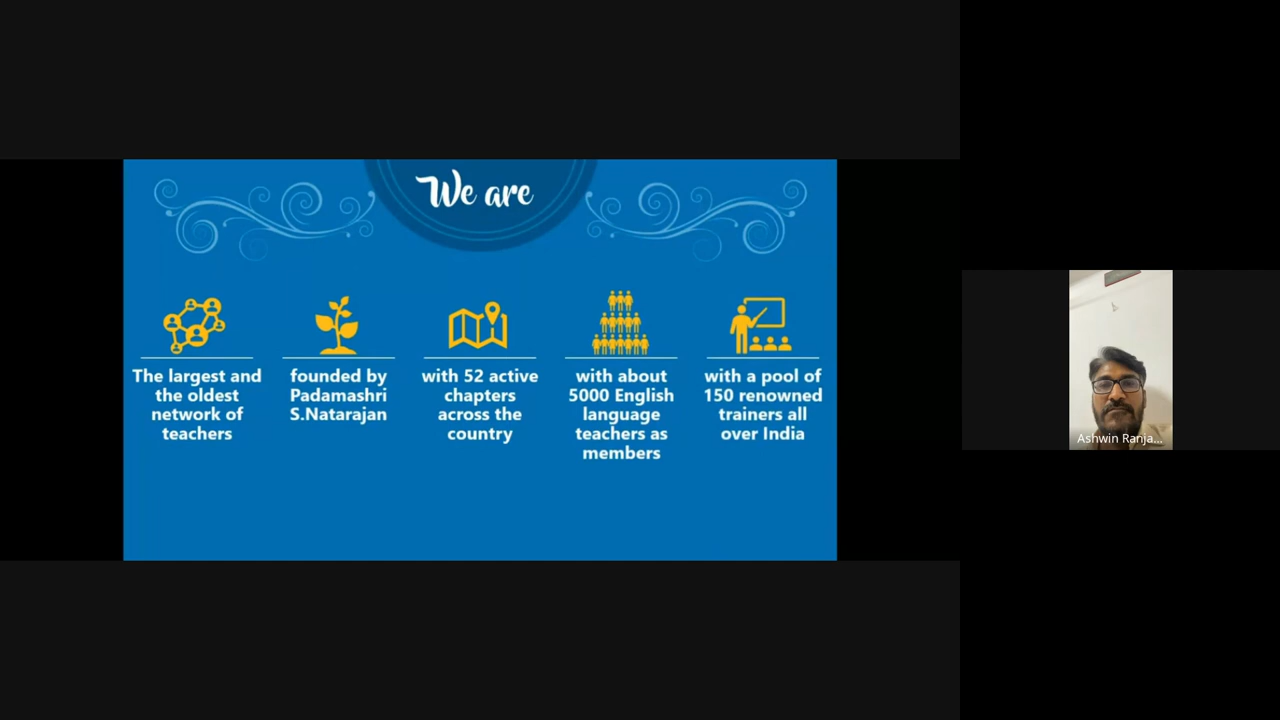 We are
The largest and
the oldest
network of
teachers
founded by
Padamashri
S.Natarajan
with 52 active
chapters
across the
country
with about
5000 English
language
teachers as
members
with a pool of
150 renowned
trainers all
over India
Ashwin Ranja...